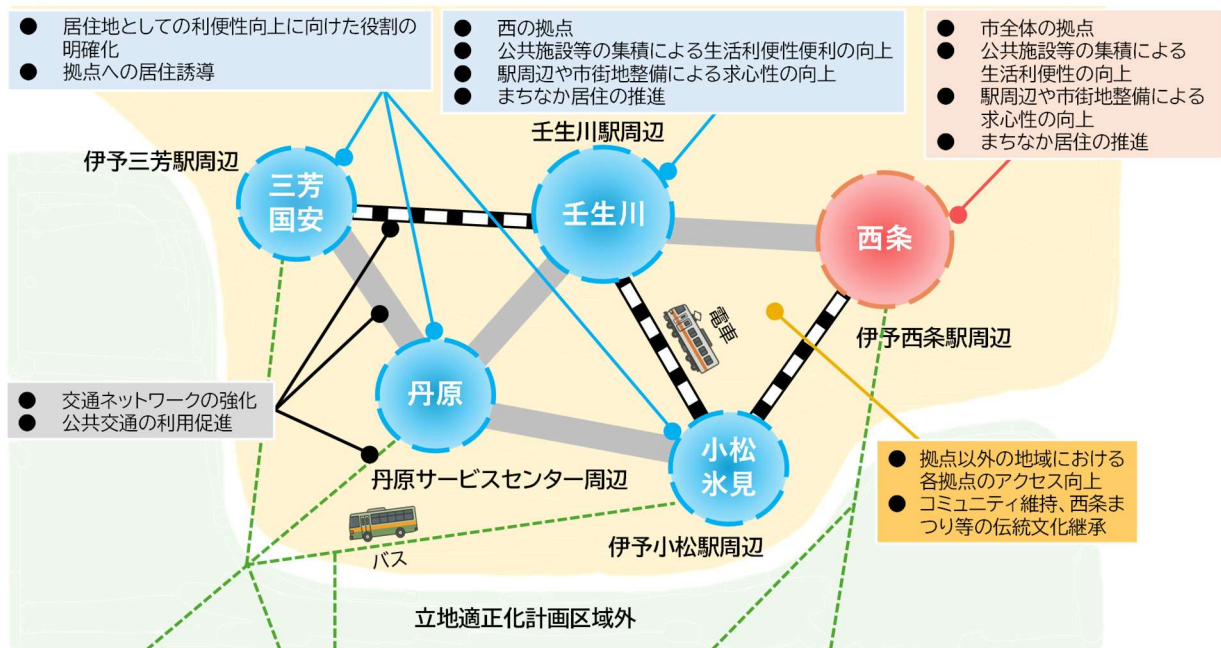 ● 居住地としての利便性向上に向けた役割の
明確化
● 拠点への居住誘導
● 西の拠点
● 公共施設等の集積による生活利便性便利の向上
● 駅周辺や市街地整備による求心性の向上
● まちなか居住の推進
● 市全体の拠点
● 公共施設等の集積による
生活利便性の向上
● 駅周辺や市街地整備による
求心性の向上
● まちなか居住の推進
壬生川駅周辺
伊予三芳駅周辺
三芳
国安
壬生川
西条
電車
伊予西条駅周辺
丹原
● 交通ネットワークの強化
● 公共交通の利用促進
小松
氷見
丹原サービスセンター周辺
● 拠点以外の地域における
各拠点のアクセス向上
● コミュニティ維持、西条ま
つり等の伝統文化継承
バス
伊予小松駅周辺
立地適正化計画区域外